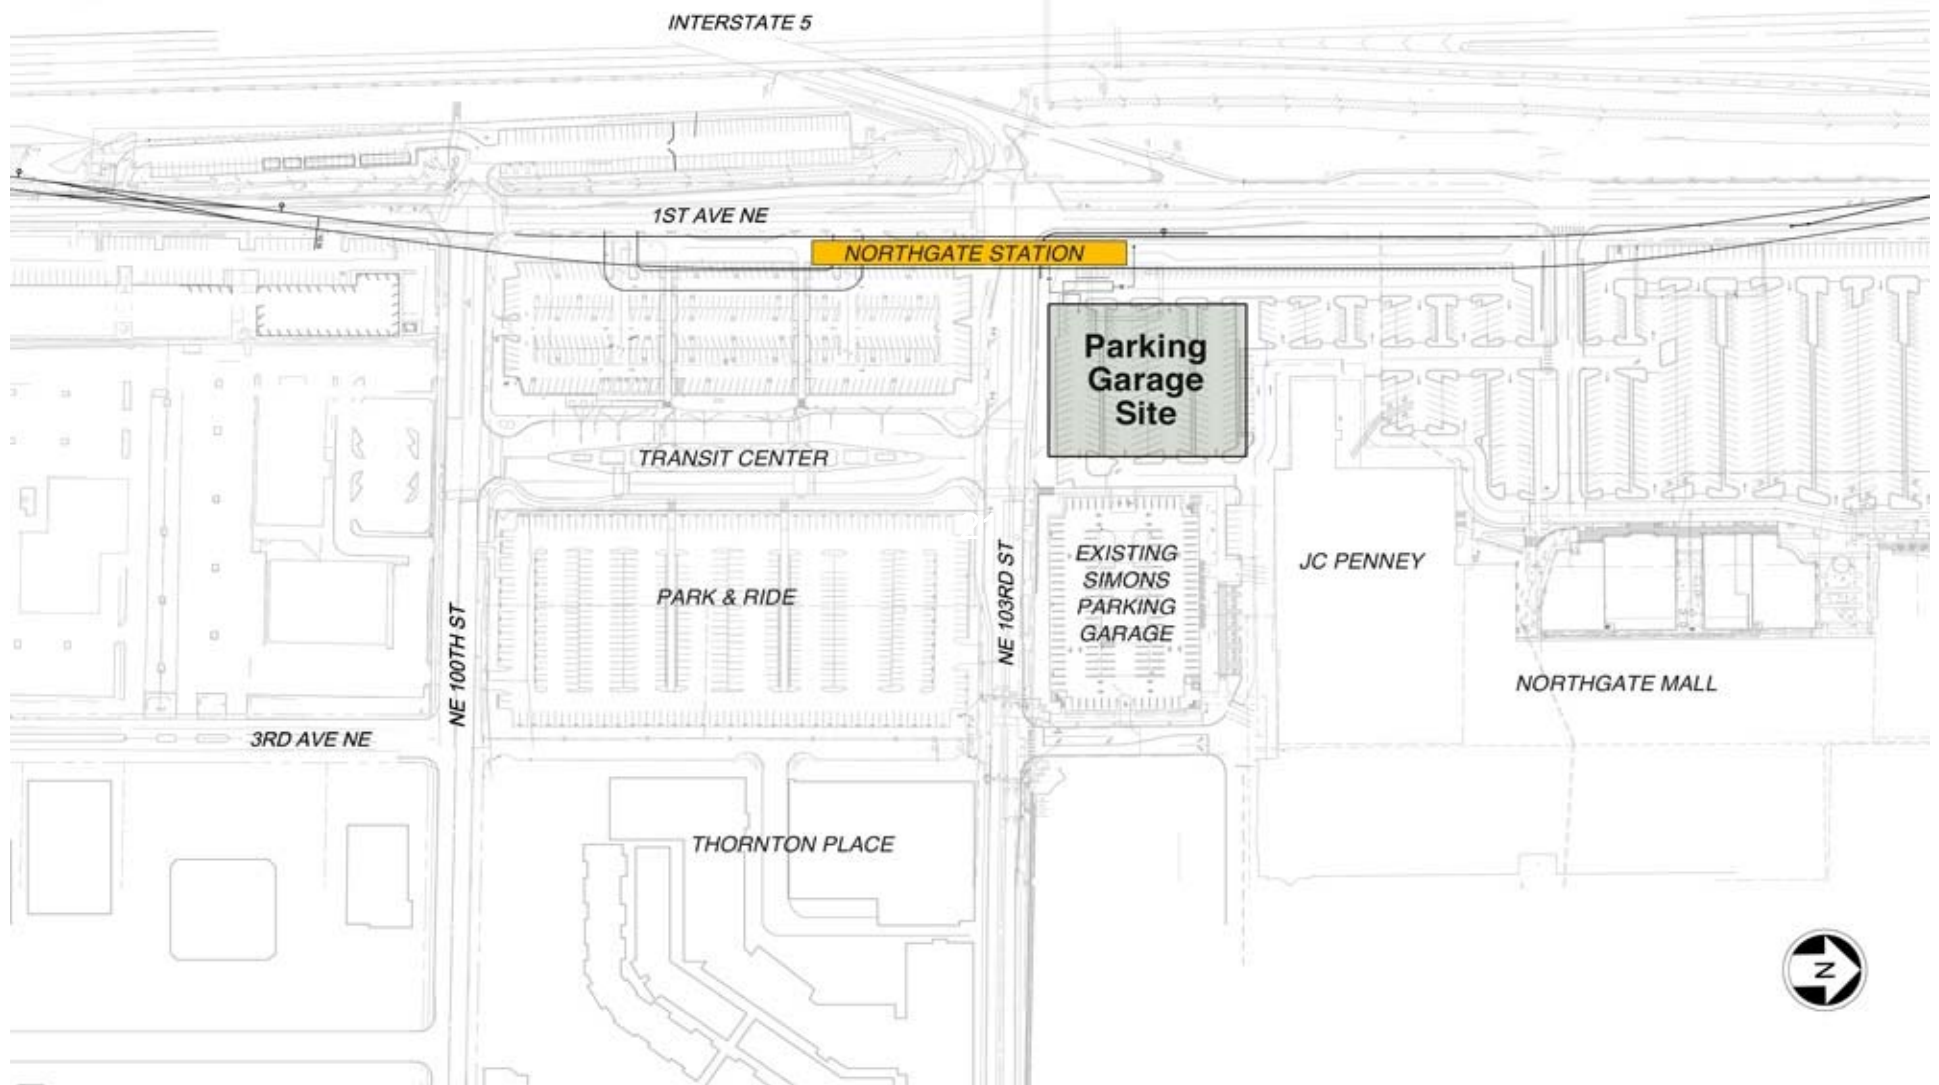 INTERSTATE 5
1ST AVE NE
NORTHGATE STATION
Parking
Garage
Site
TRANSIT CENTER
PARK & RIDE
NE 100TH ST
NE 103RD ST
EXISTING
SIMONS
PARKING
GARAGE
JC PENNEY
NORTHGATE MALL
3RD AVE NE
THORNTON PLACE
N